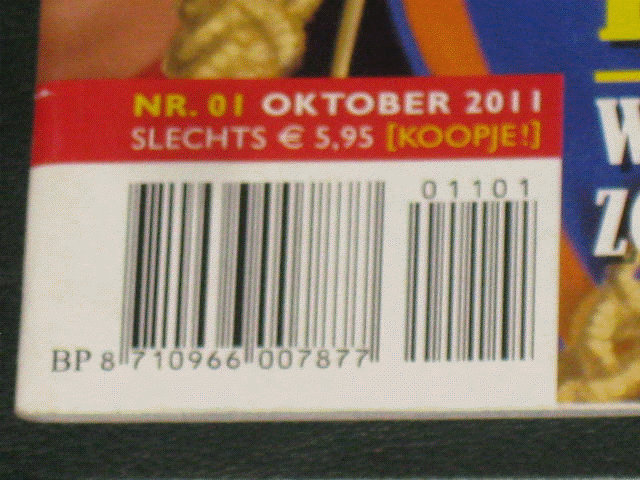 NR. 01 OKTOBER 2011
SLECHTS € 5,95 [KOOPJE!]
01101
BP 8 710966 007877